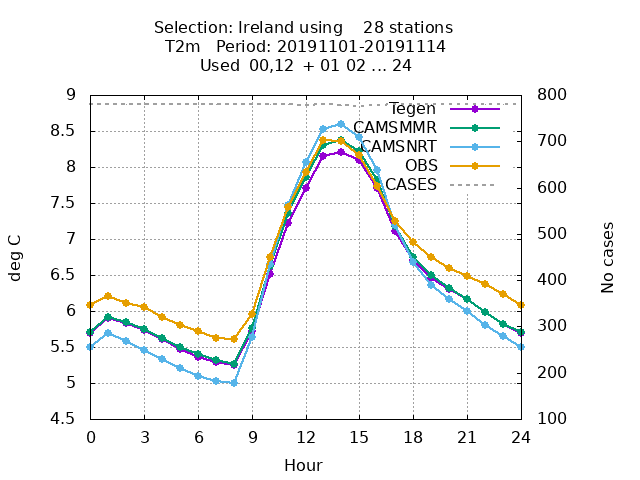 Selection: Ireland using 28 stations
T2m Period: 20191101-20191114
Used 00,12 + 01 02 ... 24
9 800
Tegen
8.5 CAMSMMR
CAMSNRT 700
8 OBS
CASES 600
7.5
7 500
6.5 400
6
300
5.5
5 200
4.5 100
0 3 6 9 12 15 18 21 24
Hour
deg C
No cases